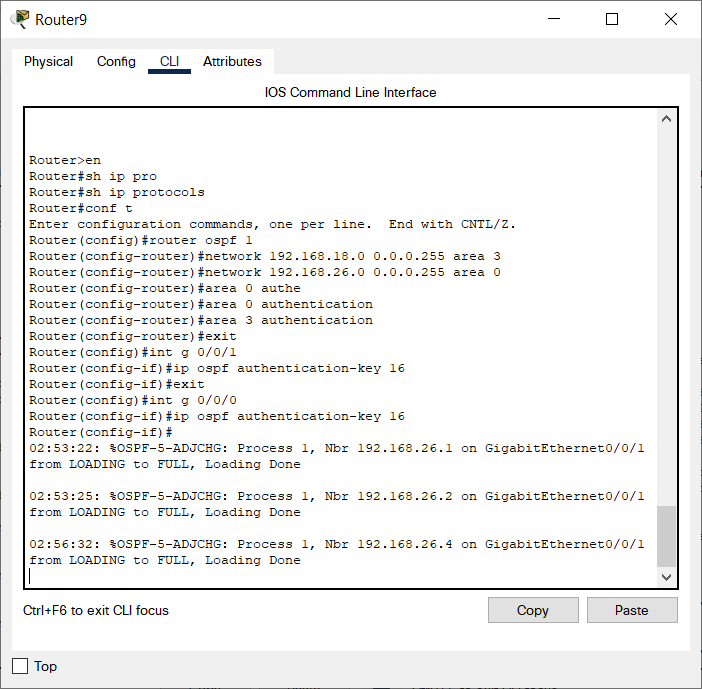 Router9
Physical Config CLI Attributes
IOS Command Line Interface
Router>en
Router#sh ip pro
Router#sh ip protocols
Router#conf t
Enter configuration commands, one per line.  End with CNTL/Z.
Router(config)#router ospf 1
Router(config-router)#network 192.168.18.0 0.0.0.255 area 3
Router(config-router)#network 192.168.26.0 0.0.0.255 area 0
Router(config-router)#area 0 authe
Router(config-router)#area 0 authentication
Router(config-router)#area 3 authentication
Router(config-router)#exit
Router(config)#int g 0/0/1
Router(config-if)#ip ospf authentication-key 16
Router(config-if)#exit
Router(config)#int g 0/0/0
Router(config-if)#ip ospf authentication-key 16
Router(config-if)#
02:53:22: %OSPF-5-ADJCHG: Process 1, Nbr 192.168.26.1 on GigabitEthernet0/0/1
from LOADING to FULL, Loading Done
02:53:25: %OSPF-5-ADJCHG: Process 1, Nbr 192.168.26.2 on GigabitEthernet0/0/1
from LOADING to FULL, Loading Done
02:56:32: %OSPF-5-ADJCHG: Process 1, Nbr 192.168.26.4 on GigabitEthernet0/0/1
from LOADING to FULL, Loading Done
Ctrl+F6 to exit CLI focus
Copy
Paste
Top